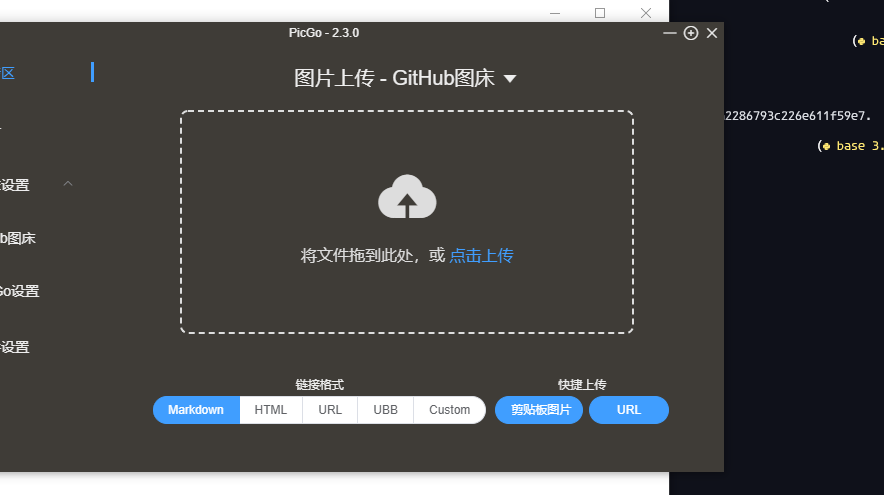 PicGo - 2.3.0
区
图片上传 - GitHub图床
设置
b图床
Go设置
设置
将文件拖到此处，或 点击上传
链接格式
快捷上传
Markdown HTML URL UBB Custom
剪贴板图片 URL
(● ba
2286793c226e611f59e7.
(● base 3.